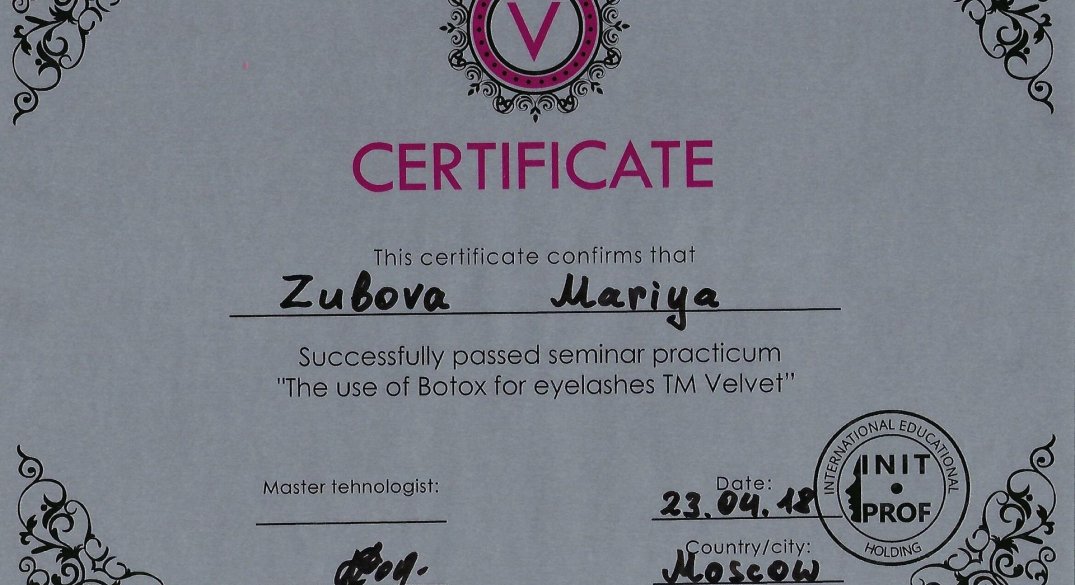 V
CERTIFICATE
This certificate confirms that
Zubova Mariya
Successfully passed seminar practicum
"The use of Botox for eyelashes TM Velvet”
Master tehnologist:
Date:
23.04.18
Country/city:
Moscow
INTERNATIONAL EDUCATIONAL
INIT
PROF
HOLDING